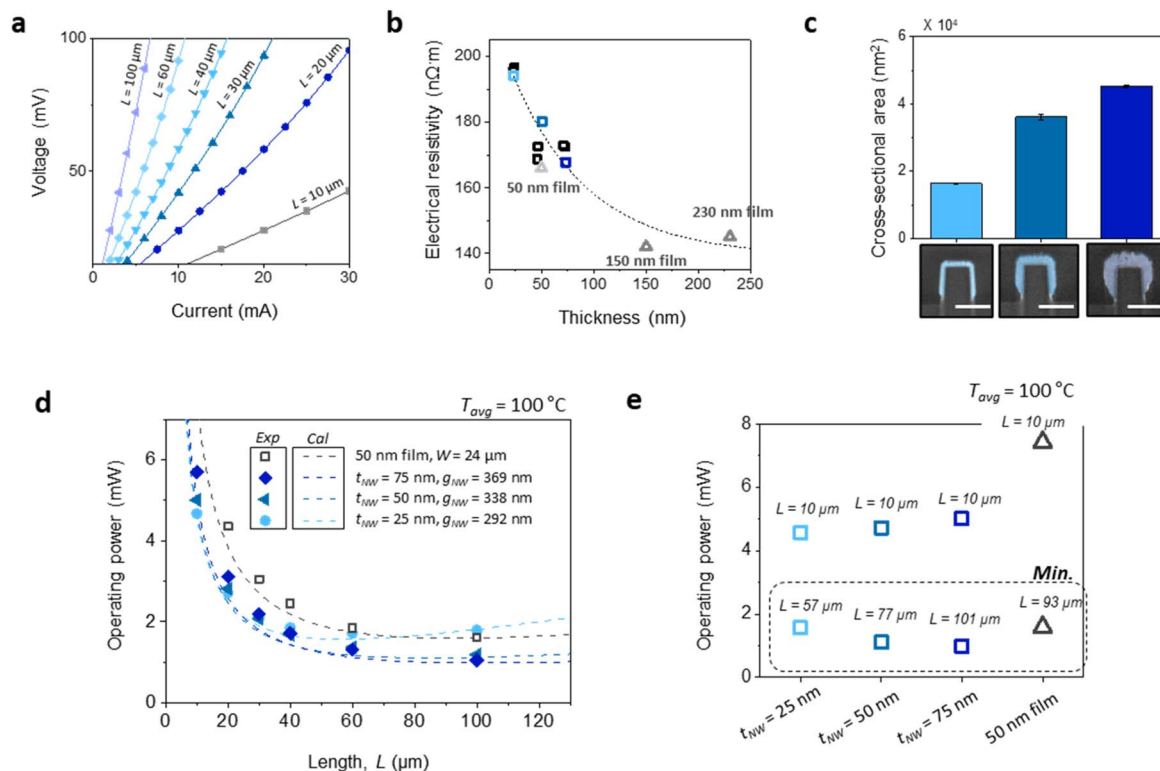 a
100
50
Voltage (mV)
L = 100 µm
L = 60 µm
L = 40 µm
L = 30 µm
L = 20 µm
L = 10 µm
0
10
20
30
Current (mA)
b
200
180
160
140
Electrical resistivity (nΩ·m)
50 nm film
150 nm film
230 nm film
0
50
100
150
200
250
Thickness (nm)
c
X 10⁴
6
4
2
0
Cross-sectional area (nm²)
d
T_avg = 100 °C
Exp Cal
50 nm film, W = 24 µm
t_NW = 75 nm, g_NW = 369 nm
t_NW = 50 nm, g_NW = 338 nm
t_NW = 25 nm, g_NW = 292 nm
6
4
2
0
Operating power (mW)
0
20
40
60
80
100
120
Length, L (µm)
e
T_avg = 100 °C
8
6
4
2
0
Operating power (mW)
L = 10 µm
L = 10 µm
L = 10 µm
L = 10 µm
Min.
L = 57 µm
L = 77 µm
L = 101 µm
L = 93 µm
t_NW = 25 nm
t_NW = 50 nm
t_NW = 75 nm
50 nm film